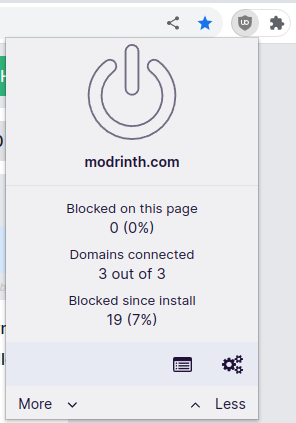 modrinth.com
Blocked on this page
0 (0%)
Domains connected
3 out of 3
Blocked since install
19 (7%)
More
Less